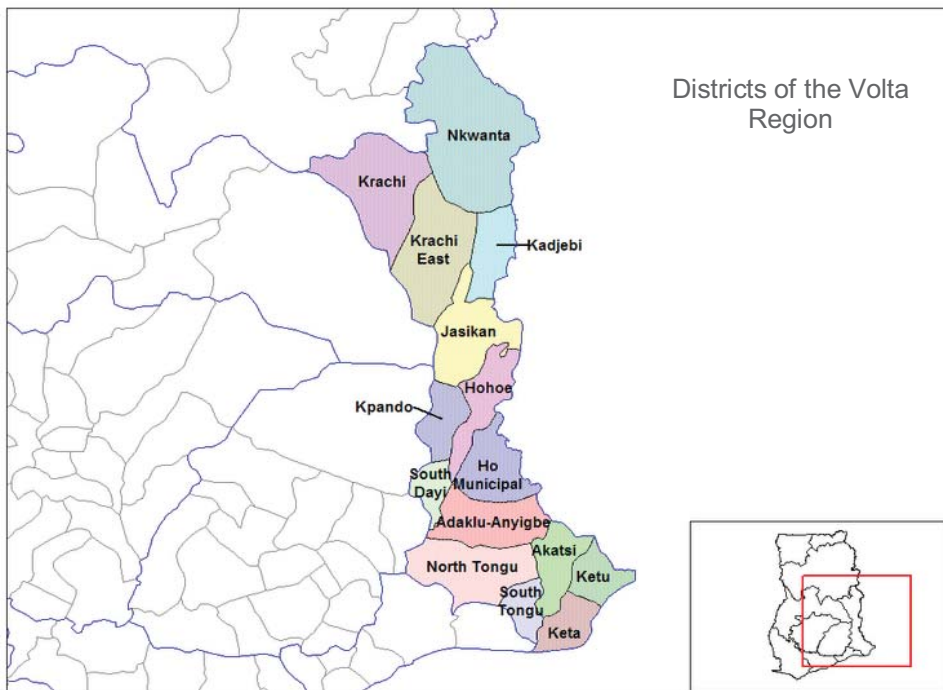 Districts of the Volta
Region
Nkwanta
Krachi
Krachi
East
Kadjebi
Jasikan
Hohoe
Kpando
South
Dayi
Ho
Municipal
Adaklu-Anyigbe
Akatsi
North Tongu
Ketu
South
Tongu
Keta